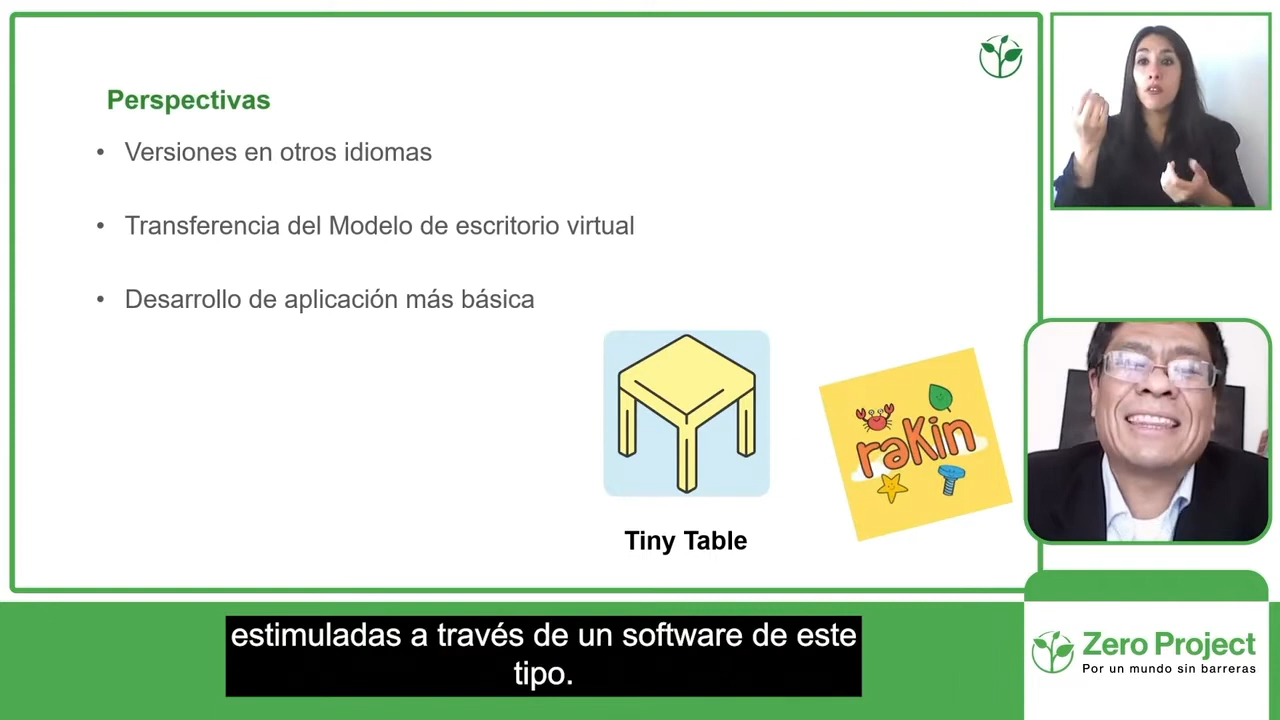 Perspectivas
• Versiones en otros idiomas
• Transferencia del Modelo de escritorio virtual
• Desarrollo de aplicación más básica
Tiny Table
rakin
estimuladas a través de un software de este
tipo.
Zero Project
Por un mundo sin barreras